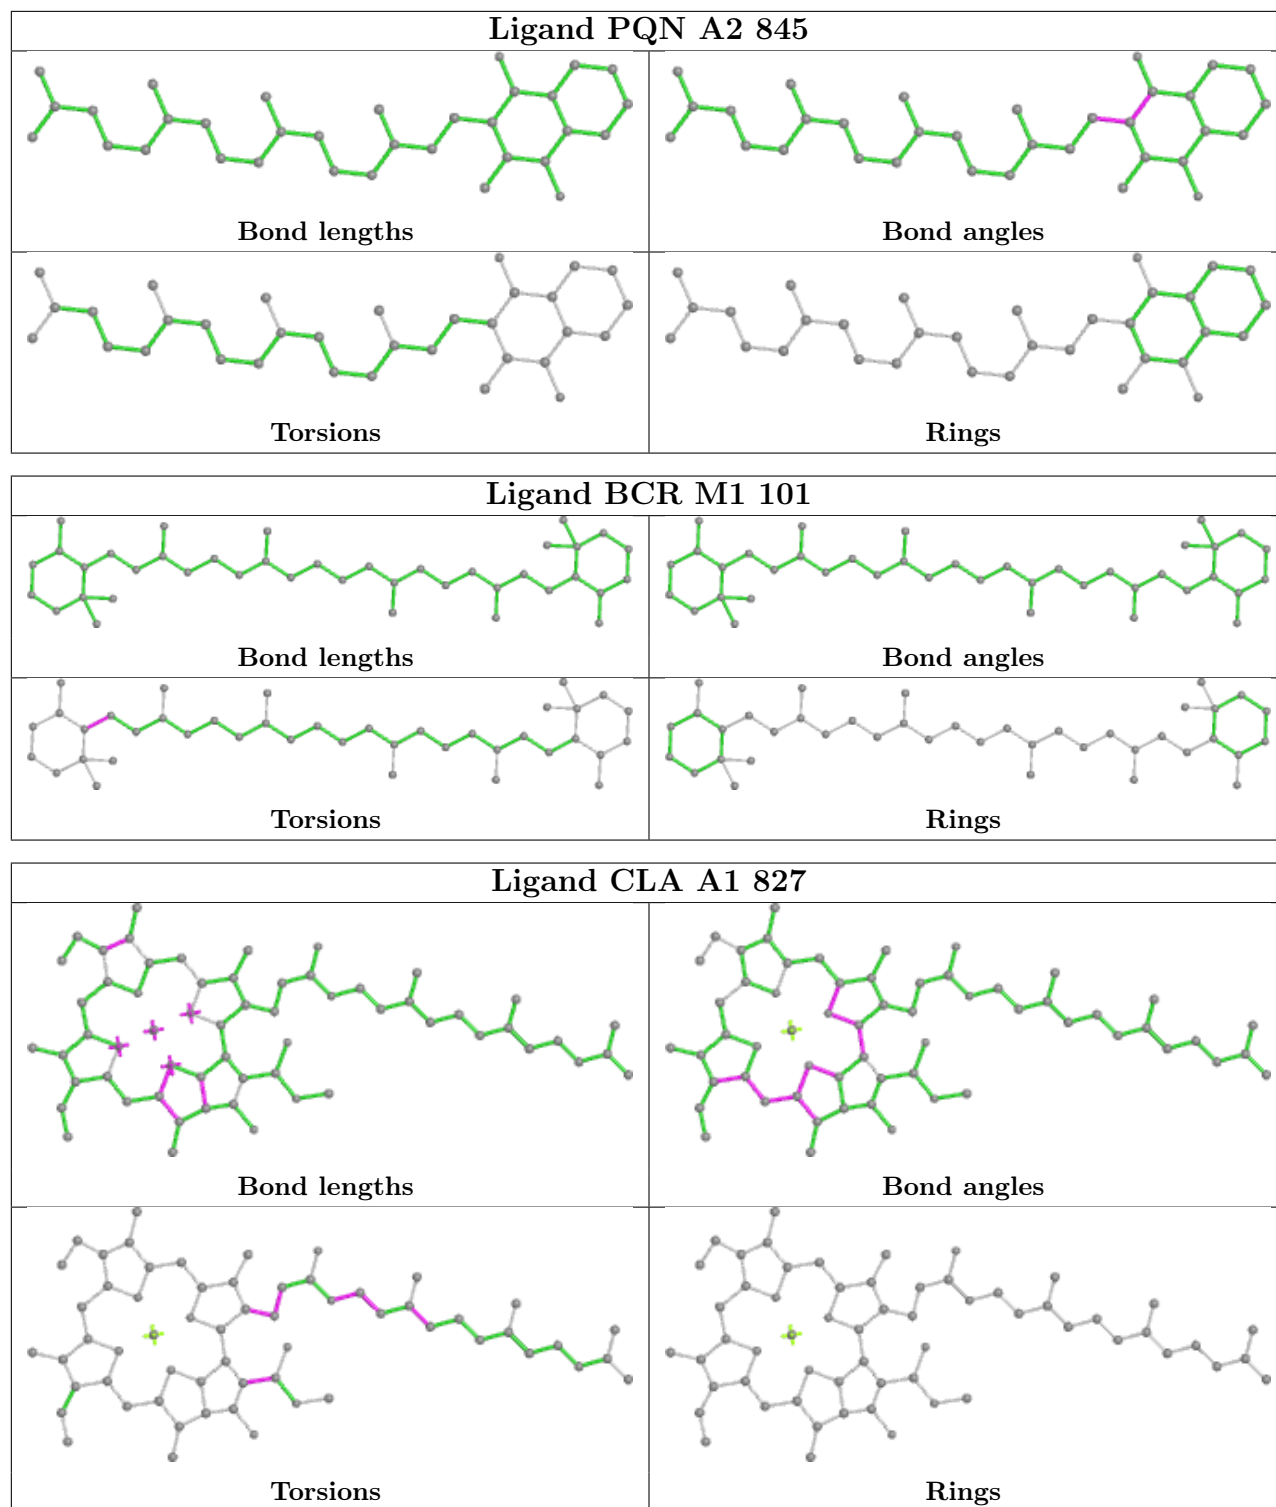 Ligand PQN A2 845
Bond lengths
Bond angles
Torsions
Rings
Ligand BCR M1 101
Bond lengths
Bond angles
Torsions
Rings
Ligand CLA A1 827
Bond lengths
Bond angles
Torsions
Rings